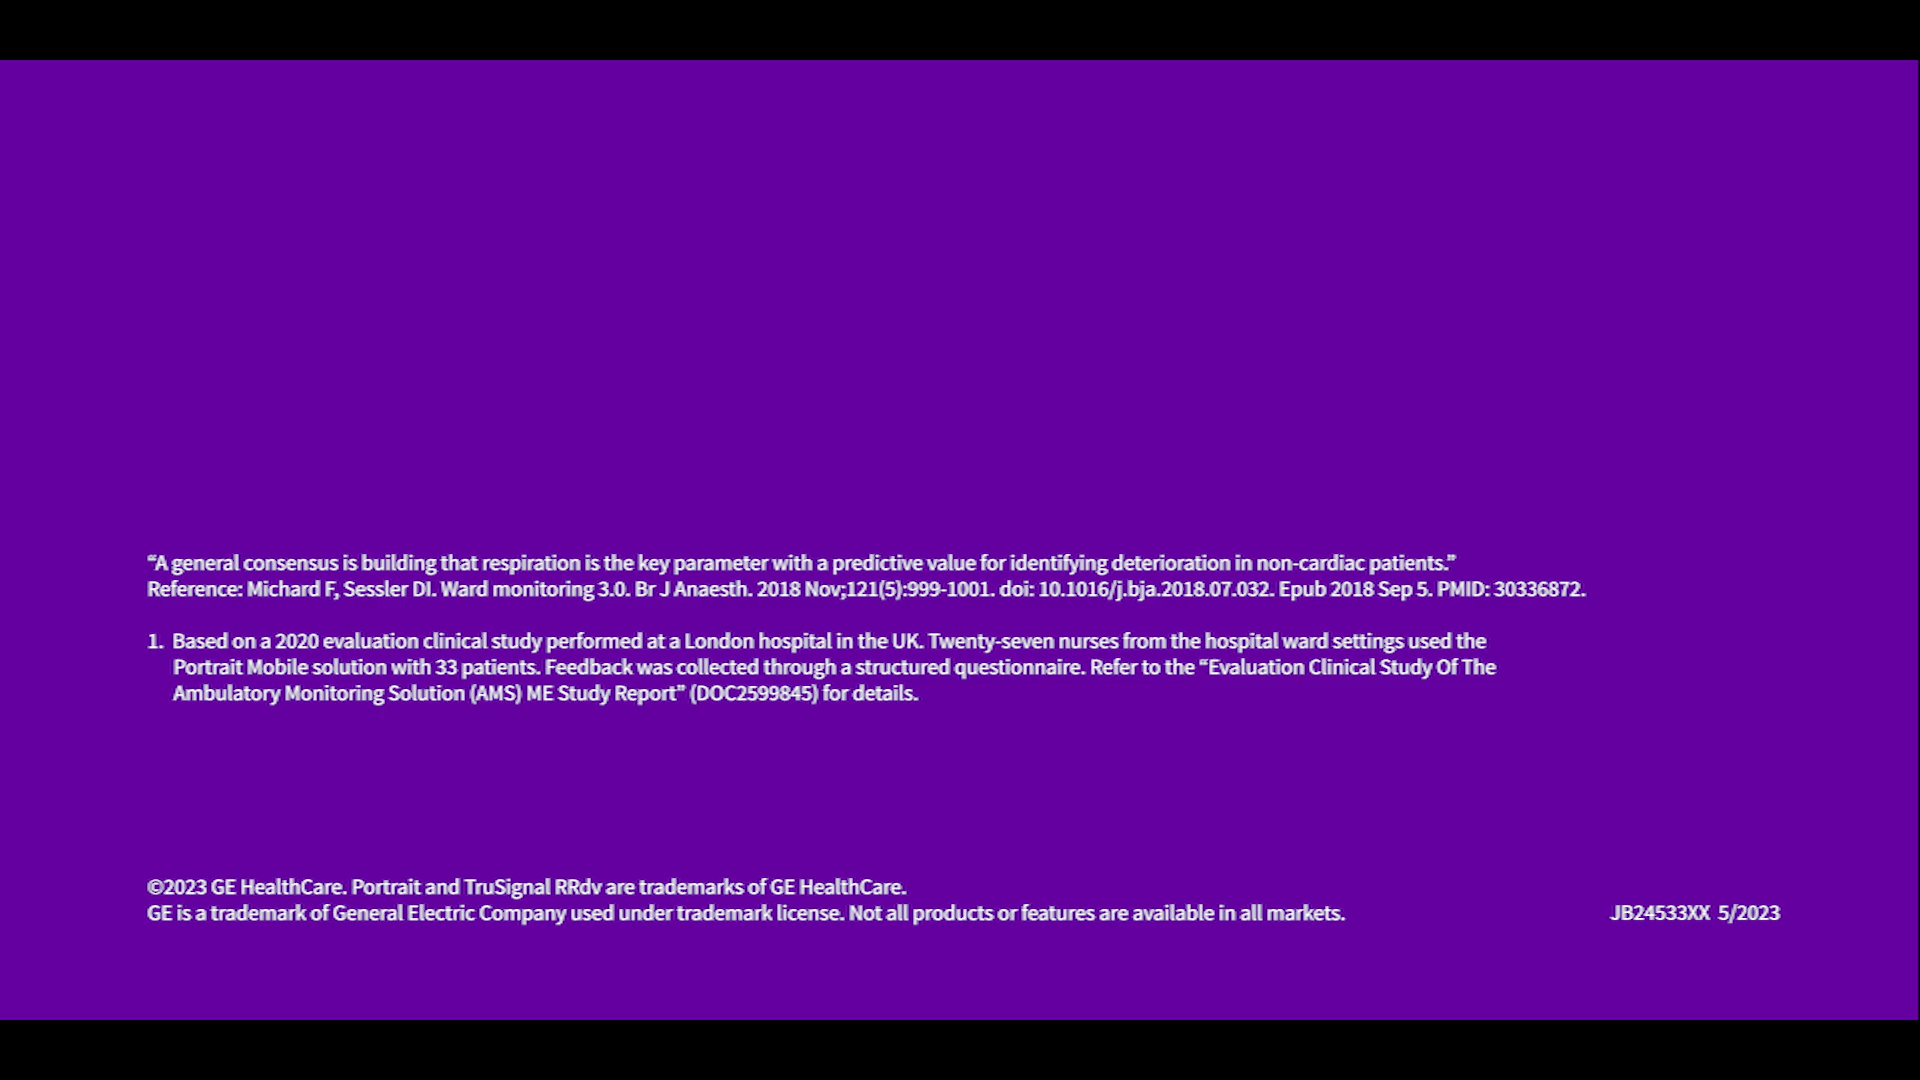 “A general consensus is building that respiration is the key parameter with a predictive value for identifying deterioration in non-cardiac patients.”
Reference: Michard F, Sessler DI. Ward monitoring 3.0. Br J Anaesth. 2018 Nov;121(5):999-1001. doi: 10.1016/j.bja.2018.07.032. Epub 2018 Sep 5. PMID: 30336872.
1. Based on a 2020 evaluation clinical study performed at a London hospital in the UK. Twenty-seven nurses from the hospital ward settings used the
Portrait Mobile solution with 33 patients. Feedback was collected through a structured questionnaire. Refer to the “Evaluation Clinical Study Of The
Ambulatory Monitoring Solution (AMS) ME Study Report” (DOC2599845) for details.
©2023 GE HealthCare. Portrait and TruSignal RRdv are trademarks of GE HealthCare.
GE is a trademark of General Electric Company used under trademark license. Not all products or features are available in all markets.
JB24533XX 5/2023